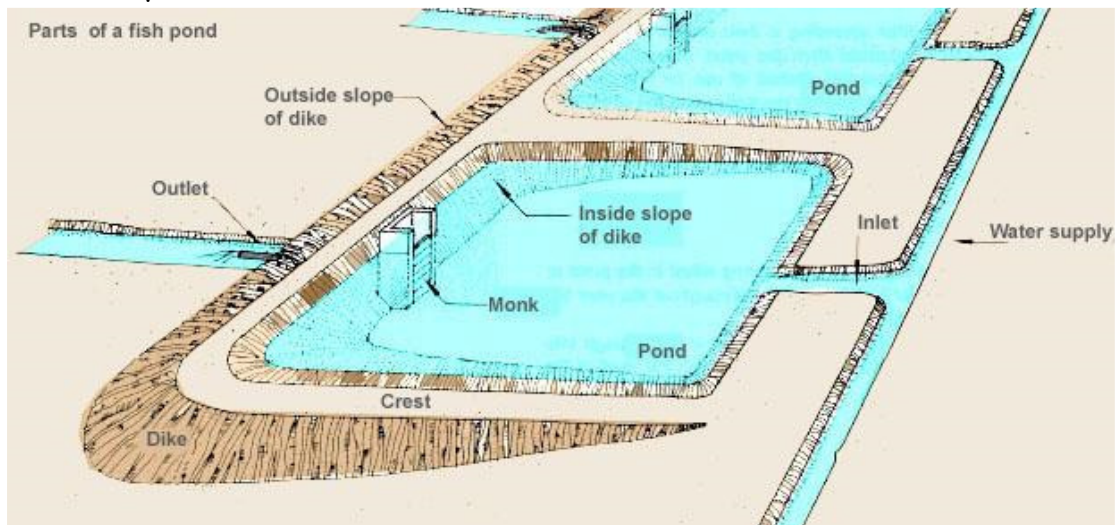 Parts of a fish pond
Outside slope
of dike
Pond
Outlet
Inside slope
of dike
Inlet
Water supply
Monk
Pond
Crest
Dike